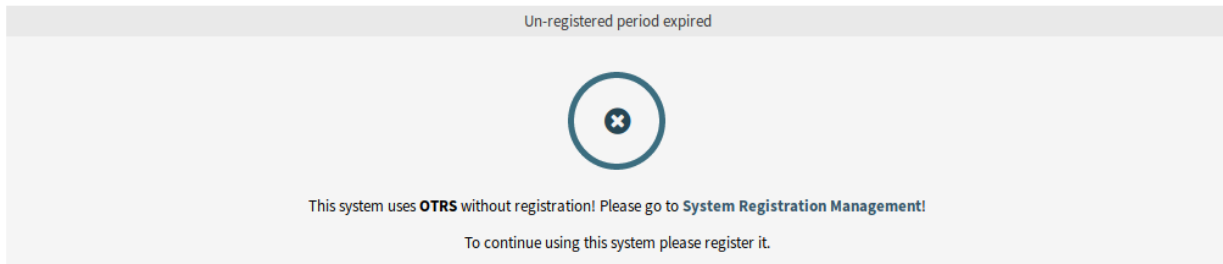 Un-registered period expired
This system uses OTRS without registration! Please go to System Registration Management!
To continue using this system please register it.